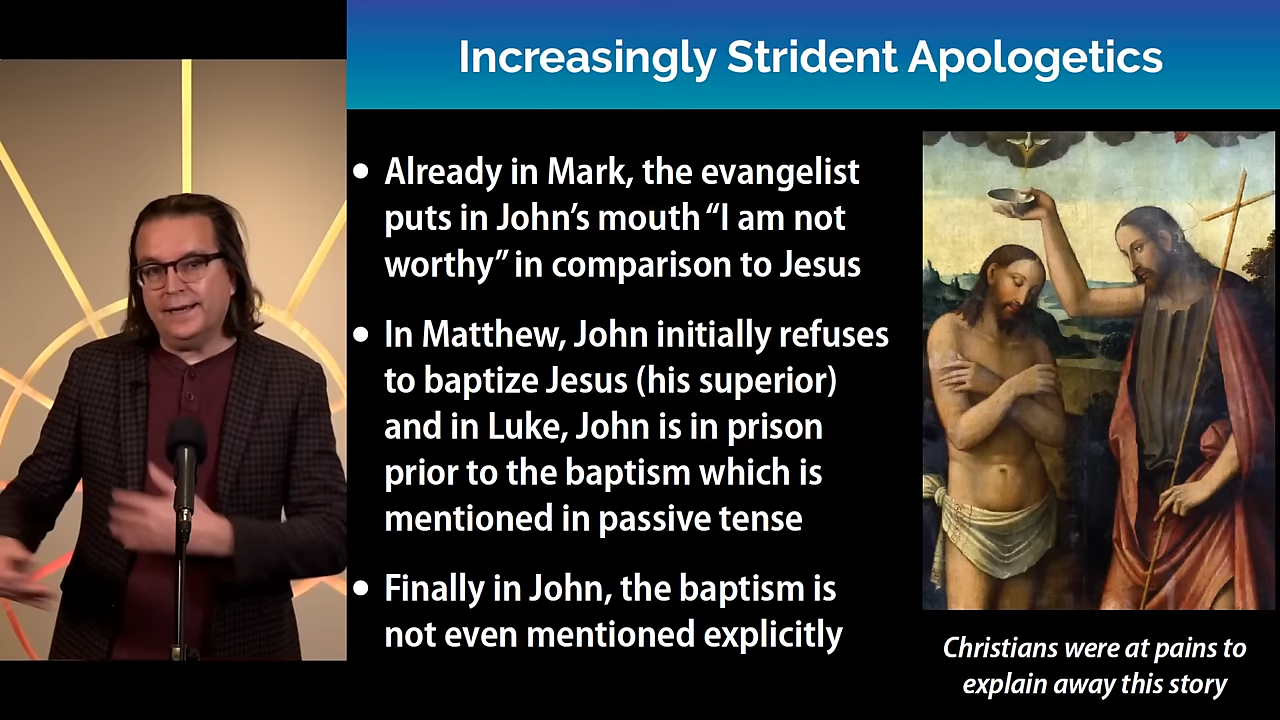 Increasingly Strident Apologetics
• Already in Mark, the evangelist
puts in John's mouth “I am not
worthy” in comparison to Jesus
• In Matthew, John initially refuses
to baptize Jesus (his superior)
and in Luke, John is in prison
prior to the baptism which is
mentioned in passive tense
• Finally in John, the baptism is
not even mentioned explicitly
Christians were at pains to
explain away this story